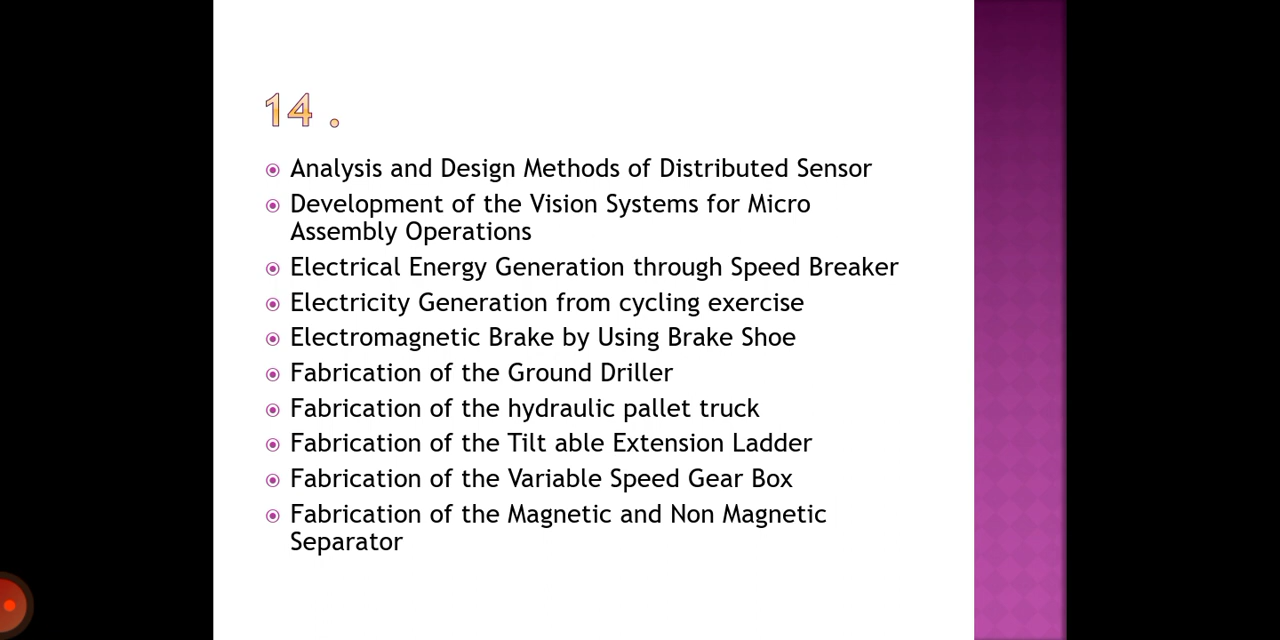 14 .
Analysis and Design Methods of Distributed Sensor
Development of the Vision Systems for Micro
Assembly Operations
Electrical Energy Generation through Speed Breaker
Electricity Generation from cycling exercise
Electromagnetic Brake by Using Brake Shoe
Fabrication of the Ground Driller
Fabrication of the hydraulic pallet truck
Fabrication of the Tilt able Extension Ladder
Fabrication of the Variable Speed Gear Box
Fabrication of the Magnetic and Non Magnetic
Separator